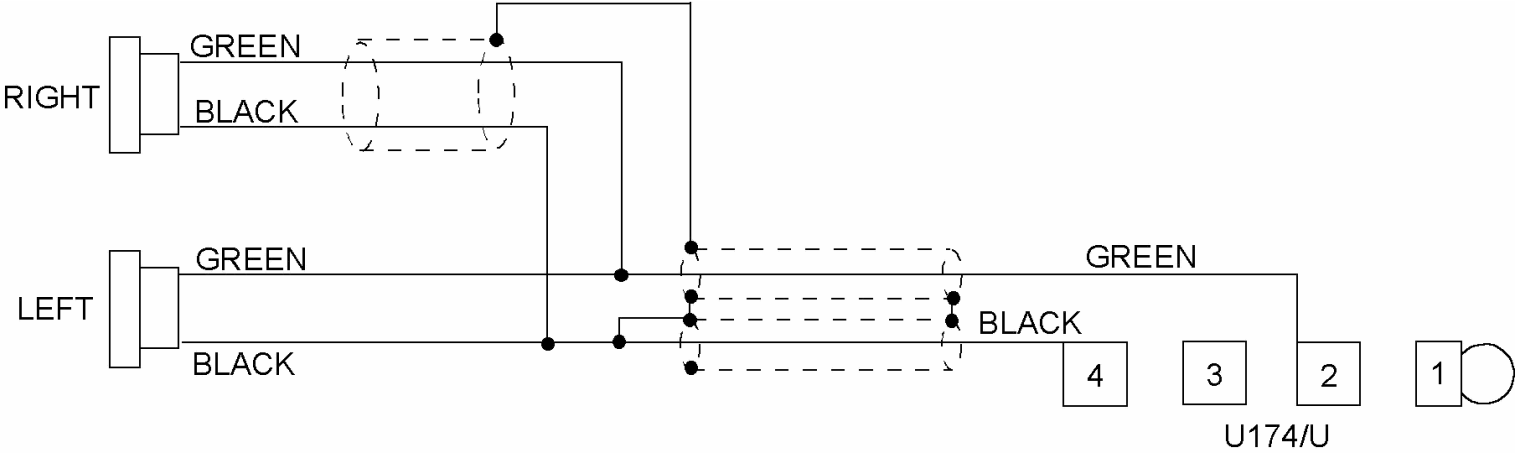 GREEN
RIGHT
BLACK
GREEN
GREEN
LEFT
BLACK
BLACK
4
3
2
1
U174/U